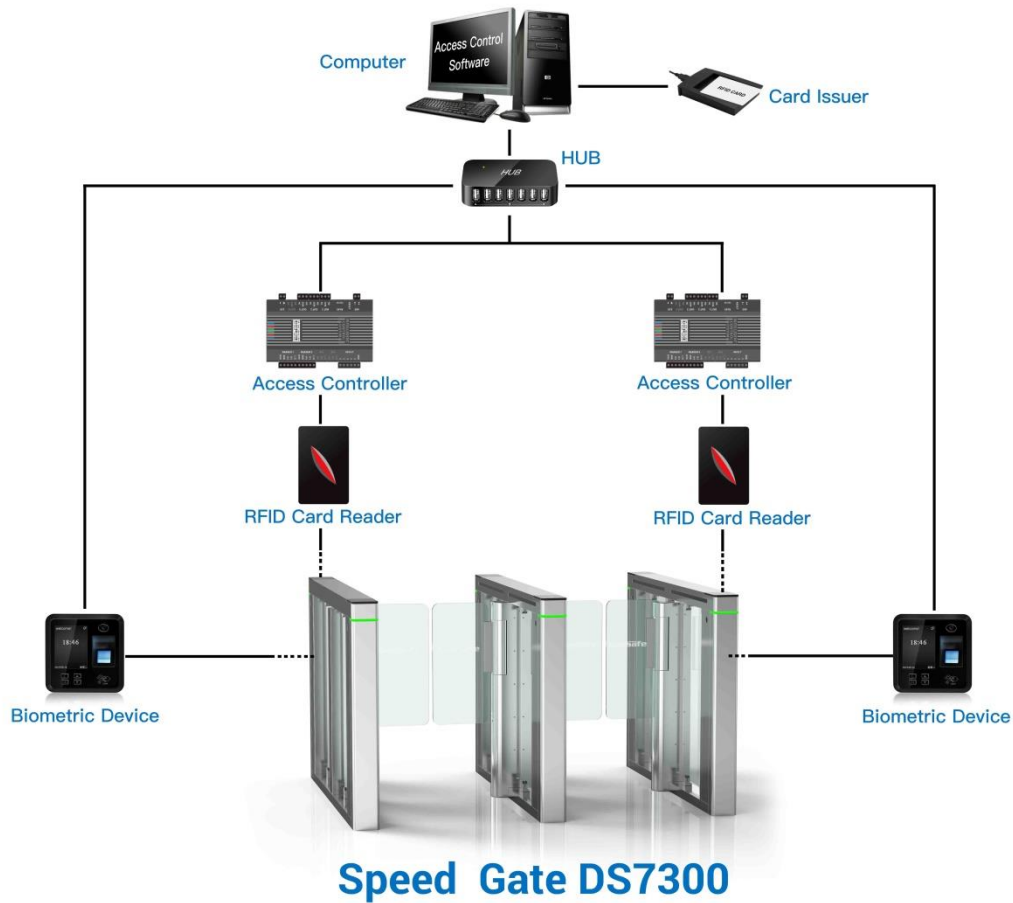 Access Control
Software
Computer
RFID CARD
Card Issuer
HUB
HUB
Access Controller
Access Controller
RFID Card Reader
RFID Card Reader
18:46
18:46
Biometric Device
Biometric Device
Speed Gate DS7300